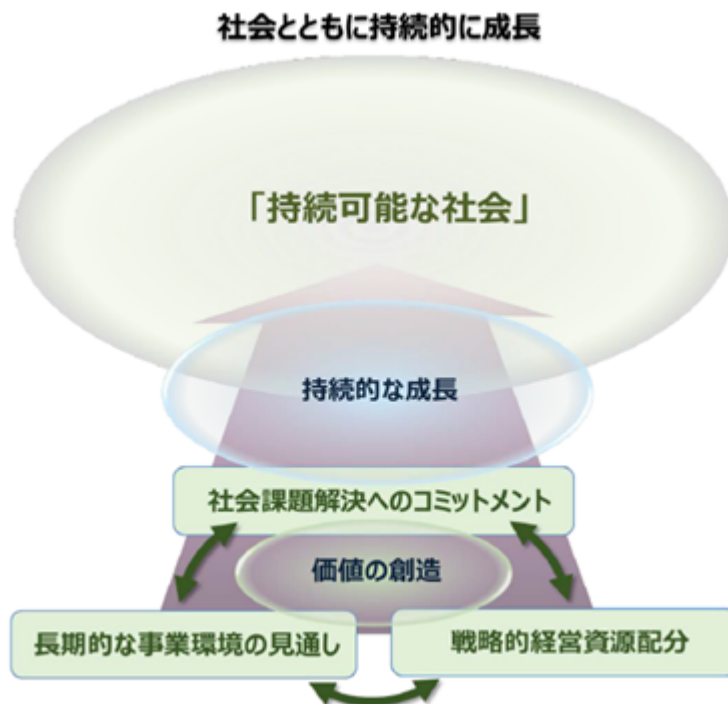 社会とともに持続的に成長
「持続可能な社会」
持続的な成長
社会課題解決へのコミットメント
価値の創造
長期的な事業環境の見通し
戦略的経営資源配分